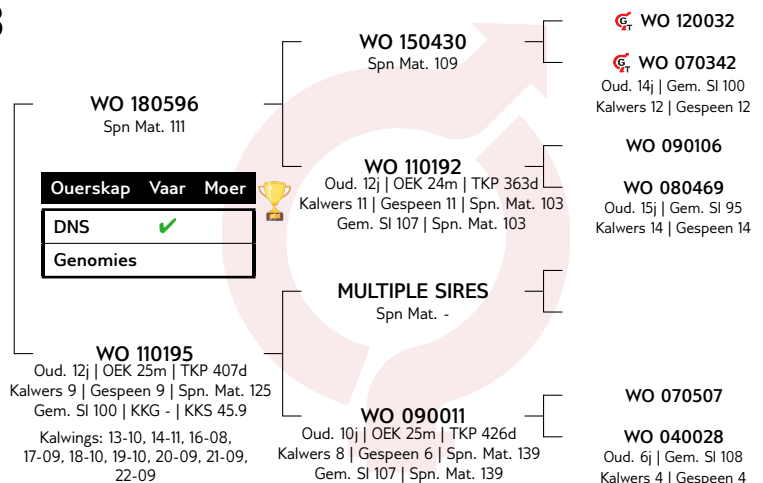 WO 120032
WO 150430
Spn Mat. 109
WO 070342
Oud. 14j | Gem. SI 100
Kalwers 12 | Gespeen 12
WO 180596
Spn Mat. 111
WO 110192
Oud. 12j | OEK 24m | TKP 363d
Kalwers 11 | Gespeen 11 | Spn. Mat. 103
Gem. SI 107 | Spn. Mat. 103
WO 090106
WO 080469
Oud. 15j | Gem. SI 95
Kalwers 14 | Gespeen 14
Ouerskap Vaar Moer
DNS ✔
Genomies
MULTIPLE SIRES
Spn Mat. -
WO 110195
Oud. 12j | OEK 25m | TKP 407d
Kalwers 9 | Gespeen 9 | Spn. Mat. 125
Gem. SI 100 | KKG - | KKS 45.9
Kalwings: 13-10, 14-11, 16-08,
17-09, 18-10, 19-10, 20-09, 21-09,
22-09
WO 090011
Oud. 10j | OEK 25m | TKP 426d
Kalwers 8 | Gespeen 6 | Spn. Mat. 139
Gem. SI 107 | Spn. Mat. 139
WO 070507
WO 040028
Oud. 6j | Gem. SI 108
Kalwers 4 | Gespeen 4